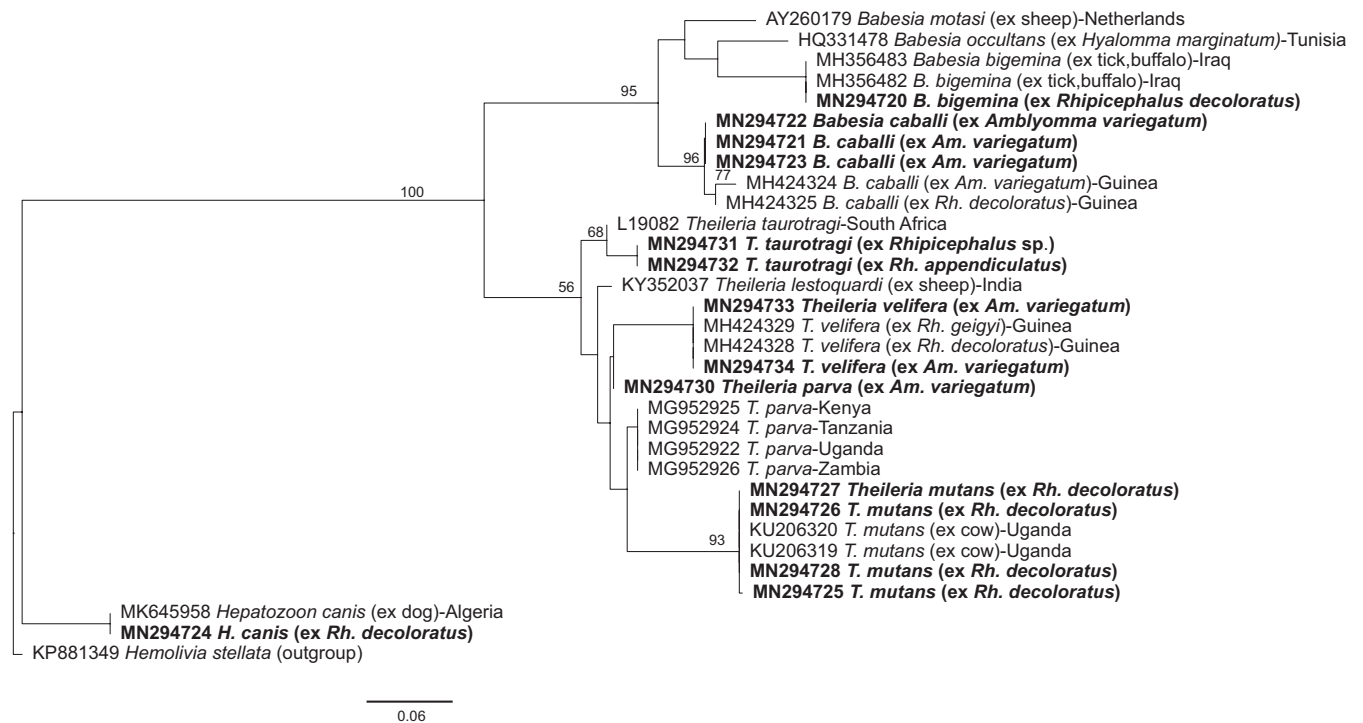 AY260179 Babesia motasi (ex sheep)-Netherlands
HQ331478 Babesia occultans (ex Hyalomma marginatum)-Tunisia
MH356483 Babesia bigemina (ex tick,buffalo)-Iraq
MH356482 B. bigemina (ex tick,buffalo)-Iraq
95
MN294720 B. bigemina (ex Rhipicephalus decoloratus)
MN294722 Babesia caballi (ex Amblyomma variegatum)
MN294721 B. caballi (ex Am. variegatum)
96
MN294723 B. caballi (ex Am. variegatum)
77
MH424324 B. caballi (ex Am. variegatum)-Guinea
100
MH424325 B. caballi (ex Rh. decoloratus)-Guinea
L19082 Theileria taurotragi-South Africa
68
MN294731 T. taurotragi (ex Rhipicephalus sp.)
MN294732 T. taurotragi (ex Rh. appendiculatus)
56
KY352037 Theileria lestoquardi (ex sheep)-India
MN294733 Theileria velifera (ex Am. variegatum)
MH424329 T. velifera (ex Rh. geigyi)-Guinea
MH424328 T. velifera (ex Rh. decoloratus)-Guinea
MN294734 T. velifera (ex Am. variegatum)
MN294730 Theileria parva (ex Am. variegatum)
MG952925 T. parva-Kenya
MG952924 T. parva-Tanzania
MG952922 T. parva-Uganda
MG952926 T. parva-Zambia
MN294727 Theileria mutans (ex Rh. decoloratus)
MN294726 T. mutans (ex Rh. decoloratus)
KU206320 T. mutans (ex cow)-Uganda
93
KU206319 T. mutans (ex cow)-Uganda
MN294728 T. mutans (ex Rh. decoloratus)
MN294725 T. mutans (ex Rh. decoloratus)
MK645958 Hepatozoon canis (ex dog)-Algeria
MN294724 H. canis (ex Rh. decoloratus)
KP881349 Hemolivia stellata (outgroup)
0.06